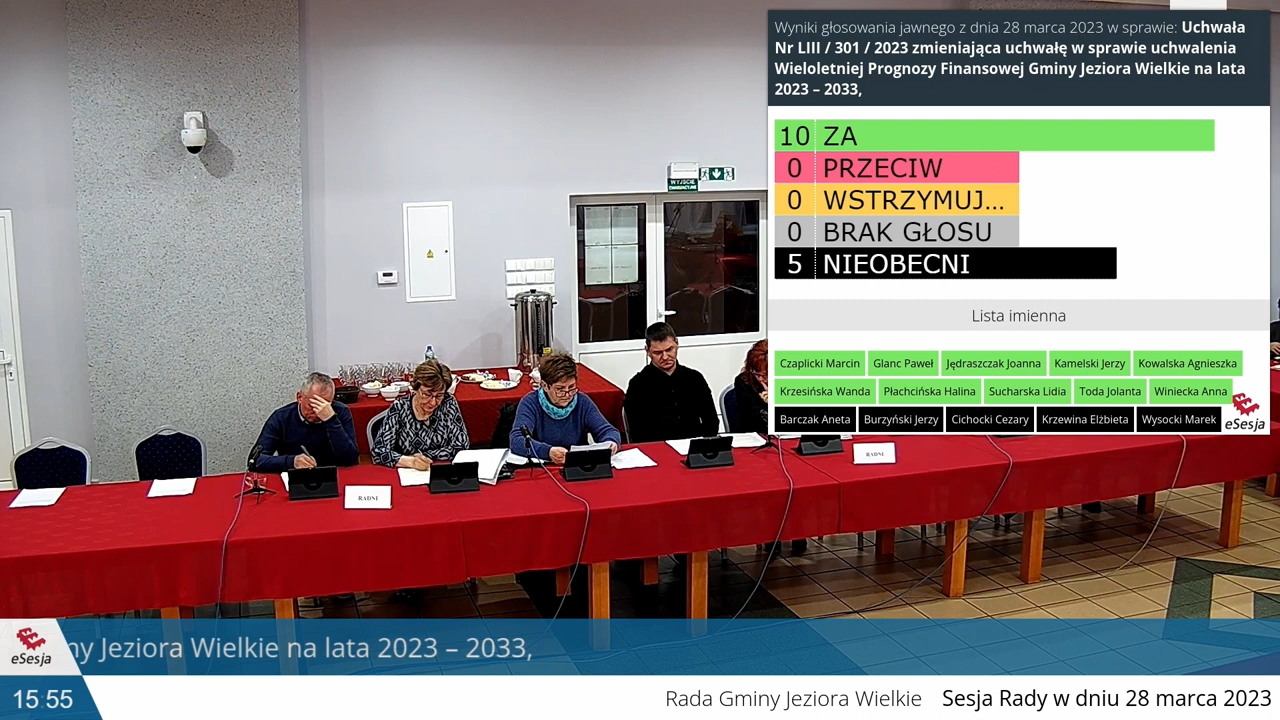 Wyniki głosowania jawnego z dnia 28 marca 2023 w sprawie: Uchwała
Nr LIII / 301 / 2023 zmieniająca uchwałę w sprawie uchwalenia
Wieloletniej Prognozy Finansowej Gminy Jeziora Wielkie na lata
2023 – 2033,
10 ZA
0 PRZECIW
0 WSTRZYMUJ...
0 BRAK GŁOSU
5 NIEOBECNI
Lista imienna
Czaplicki Marcin Glanc Paweł Jędraszczak Joanna Kamelski Jerzy Kowalska Agnieszka
Krzesińska Wanda Płachcińska Halina Sucharska Lidia Toda Jolanta Winiecka Anna
Barczak Aneta Burzyński Jerzy Cichocki Cezary Krzewina Elżbieta Wysocki Marek
eSesja
WYJŚCIE
RADNI
RADNI
eSesja
ny Jeziora Wielkie na lata 2023 – 2033,
15:55
Rada Gminy Jeziora Wielkie Sesja Rady w dniu 28 marca 2023